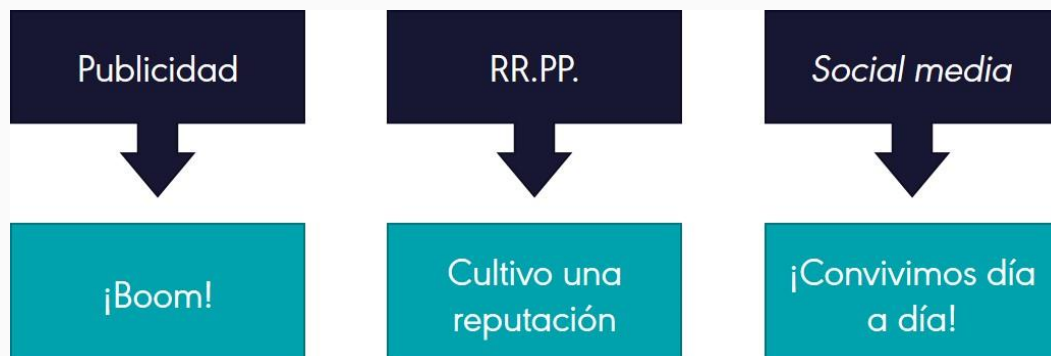 Publicidad
RR.PP.
Social media
¡Boom!
Cultivo una
reputación
¡Convivimos día
a día!